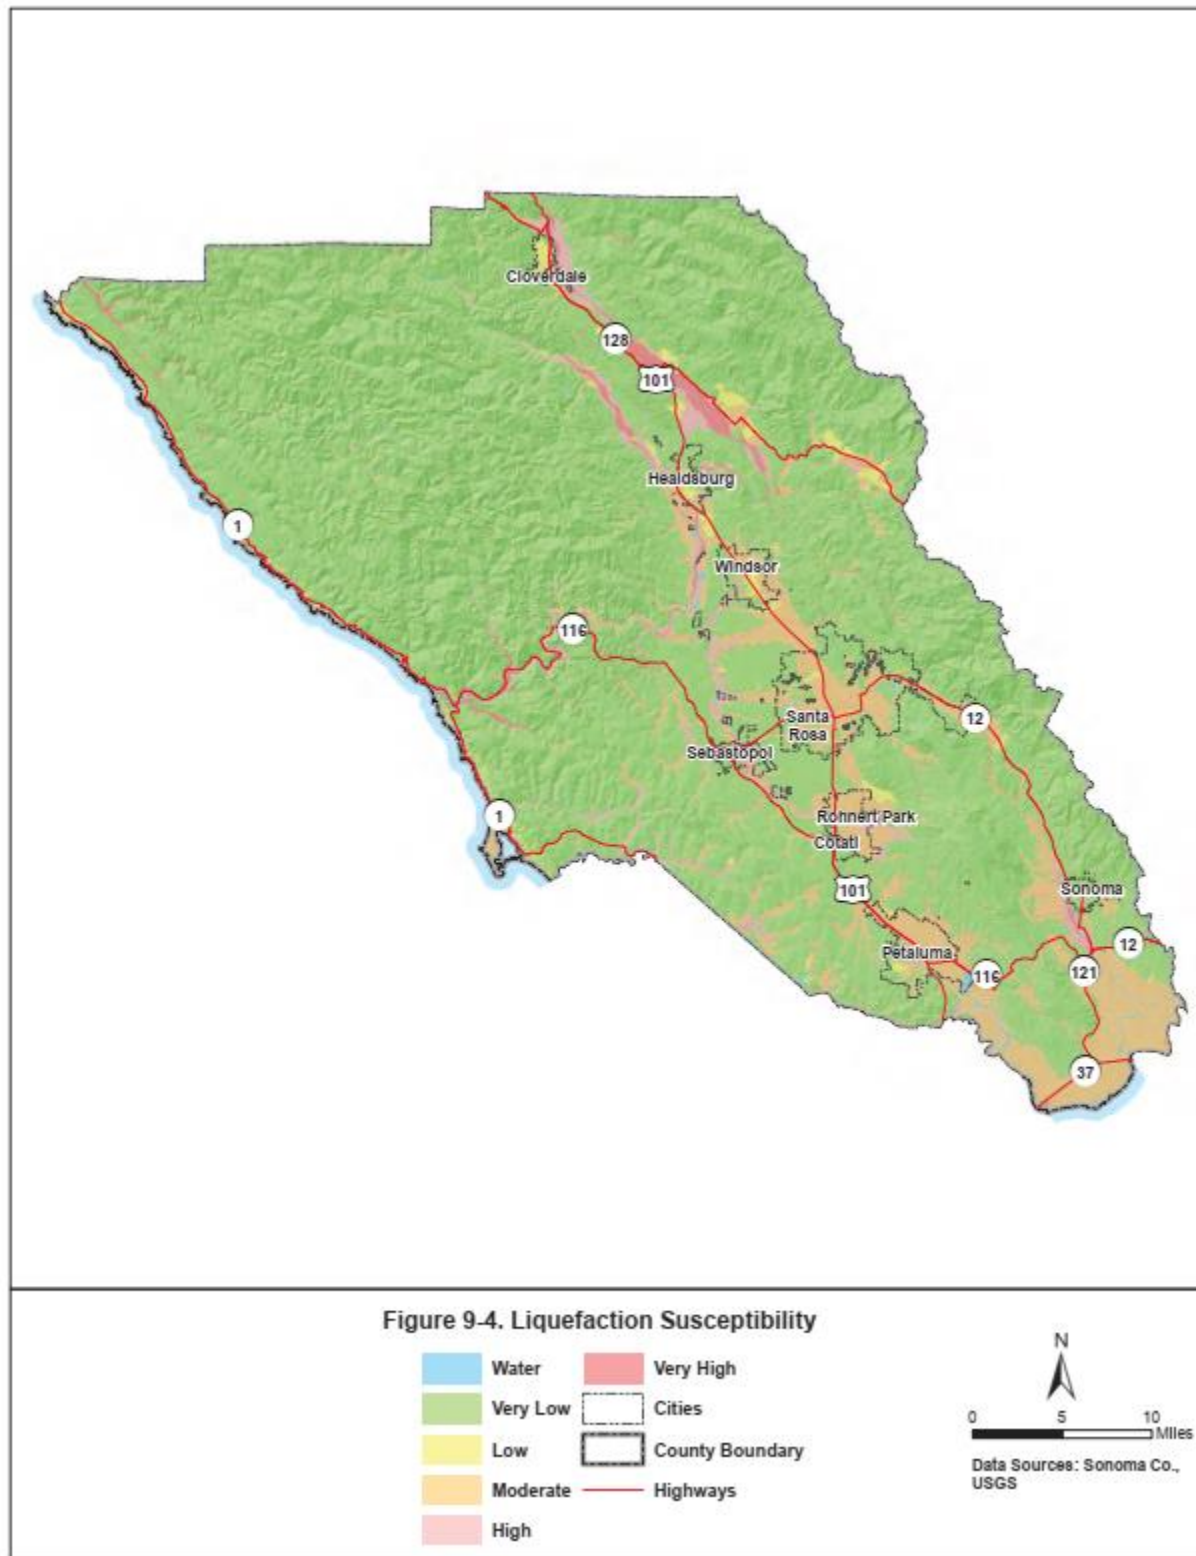 Cloverdale
128
101
Healdsburg
1
Windsor
116
Santa
Rosa
12
Sebastopol
1
Rohnert Park
Cotati
101
Sonoma
Petaluma
12
116
121
37
Figure 9-4. Liquefaction Susceptibility
Water
Very High
Very Low
Cities
Low
County Boundary
Moderate
Highways
High
N
0 5 10
Miles
Data Sources: Sonoma Co.,
USGS